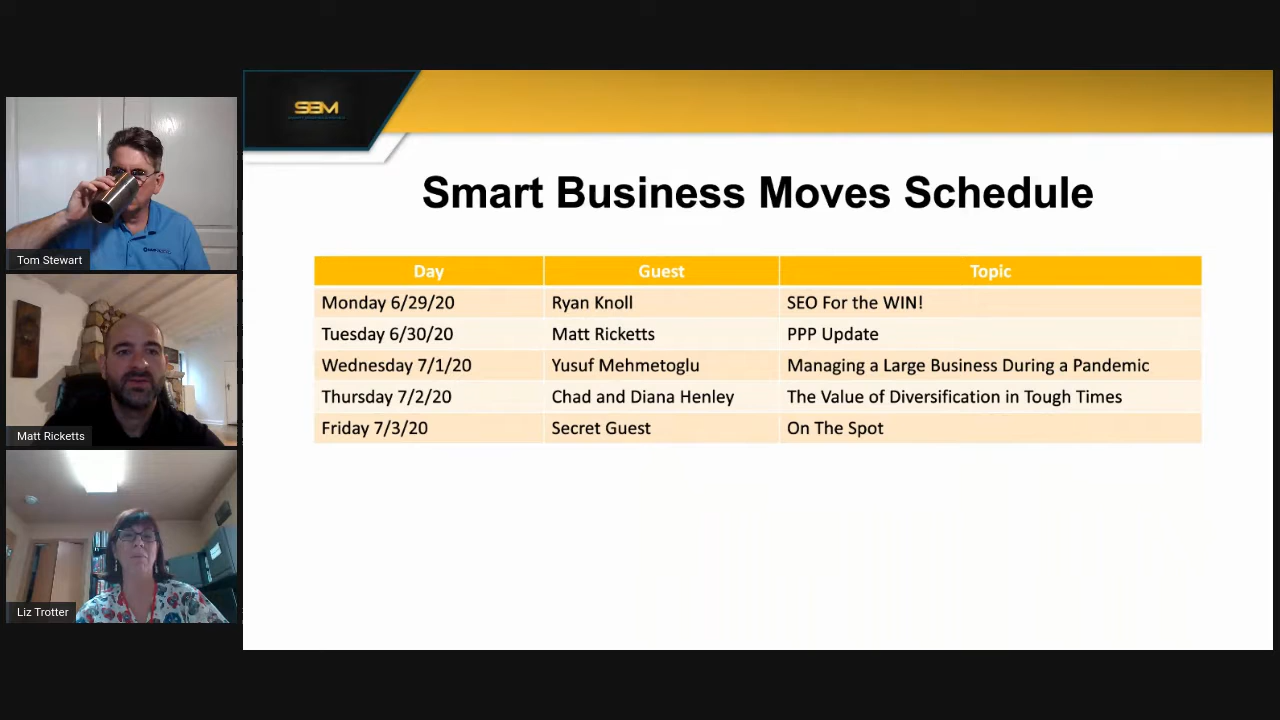 SBM
Smart Business Moves Schedule
Day Guest Topic
Monday 6/29/20 Ryan Knoll SEO For the WIN!
Tuesday 6/30/20 Matt Ricketts PPP Update
Wednesday 7/1/20 Yusuf Mehmetoglu Managing a Large Business During a Pandemic
Thursday 7/2/20 Chad and Diana Henley The Value of Diversification in Tough Times
Friday 7/3/20 Secret Guest On The Spot
Tom Stewart
Matt Ricketts
Liz Trotter